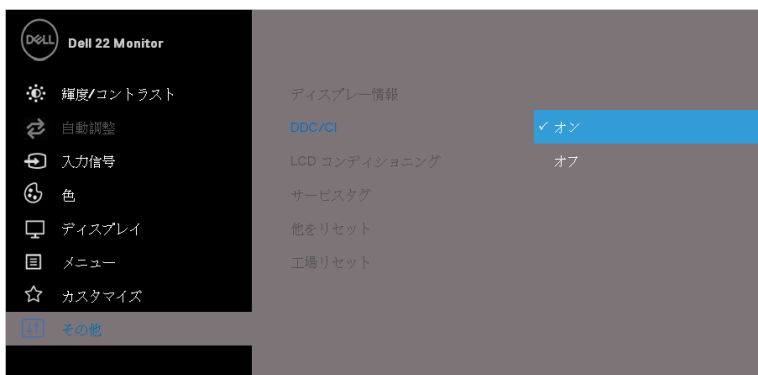 DELL
Dell 22 Monitor
輝度/コントラスト
自動調整
入力信号
色
ディスプレイ
メニュー
カスタマイズ
その他
ディスプレー情報
DDC/CI
LCD コンディショニング
サービスタグ
他をリセット
工場リセット
✓ オン
オフ